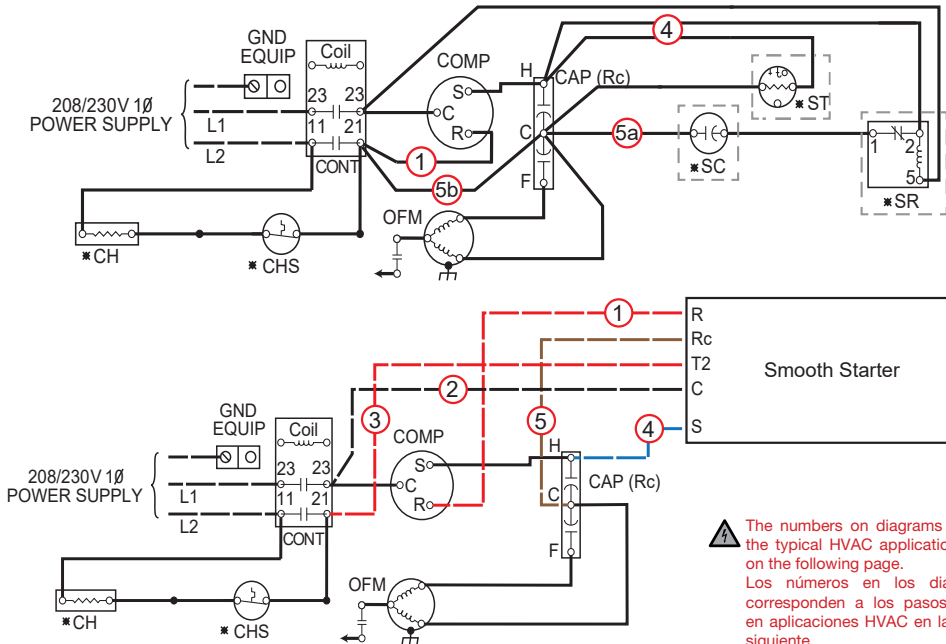 GND
EQUIP
Coil
23 23
11 21
CONT
208/230V 1Ø
POWER SUPPLY
L1
L2
COMP
S
C
R
H
CAP (Rc)
C
F
4
*ST
5a
*SC
1 2
5
*SR
1
5b
OFM
*CH
*CHS
R
Rc
T2
C
S
Smooth Starter
1
2
3
5
4
GND
EQUIP
Coil
23 23
11 21
CONT
208/230V 1Ø
POWER SUPPLY
L1
L2
COMP
S
C
R
H
CAP (Rc)
C
F
OFM
*CH
*CHS
The numbers on diagrams
the typical HVAC applicatio
on the following page.
Los números en los dia
corresponden a los pasos
en aplicaciones HVAC en la
siguiente